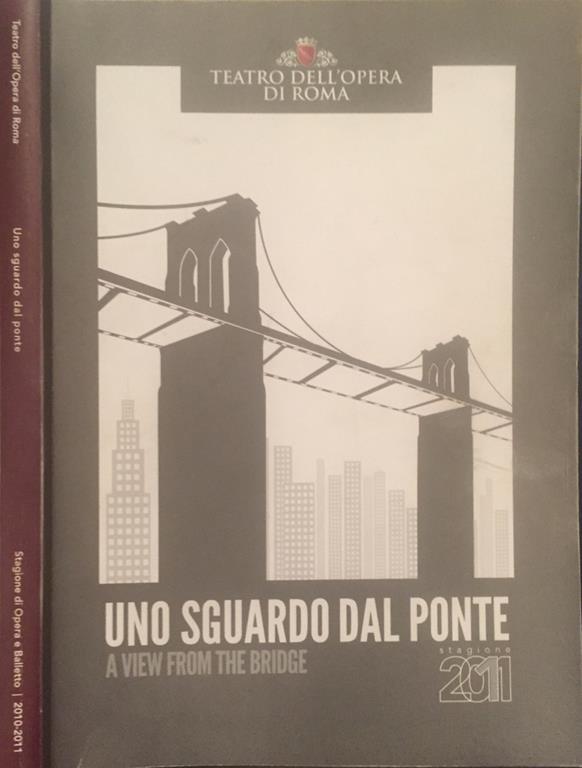 Teatro dell'Opera di Roma
Uno sguardo dal ponte
Stagione di Opera e Balletto | 2010-2011
TEATRO DELL'OPERA
DI ROMA
UNO SGUARDO DAL PONTE
A VIEW FROM THE BRIDGE
stagione
2011